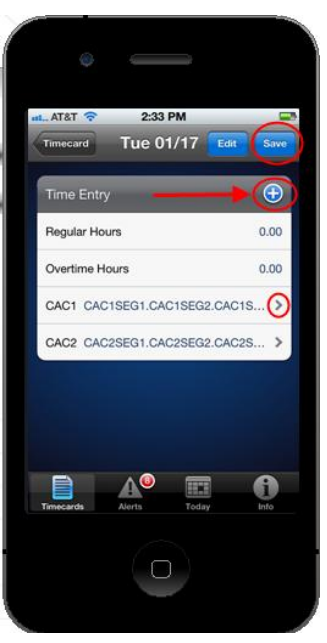 AT&T 2:33 PM
Timecard Tue 01/17 Edit Save
Time Entry
Regular Hours 0.00
Overtime Hours 0.00
CAC1 CAC1SEG1.CAC1SEG2.CAC1S...
CAC2 CAC2SEG1.CAC2SEG2.CAC2S...
Timecards Alerts Today Info